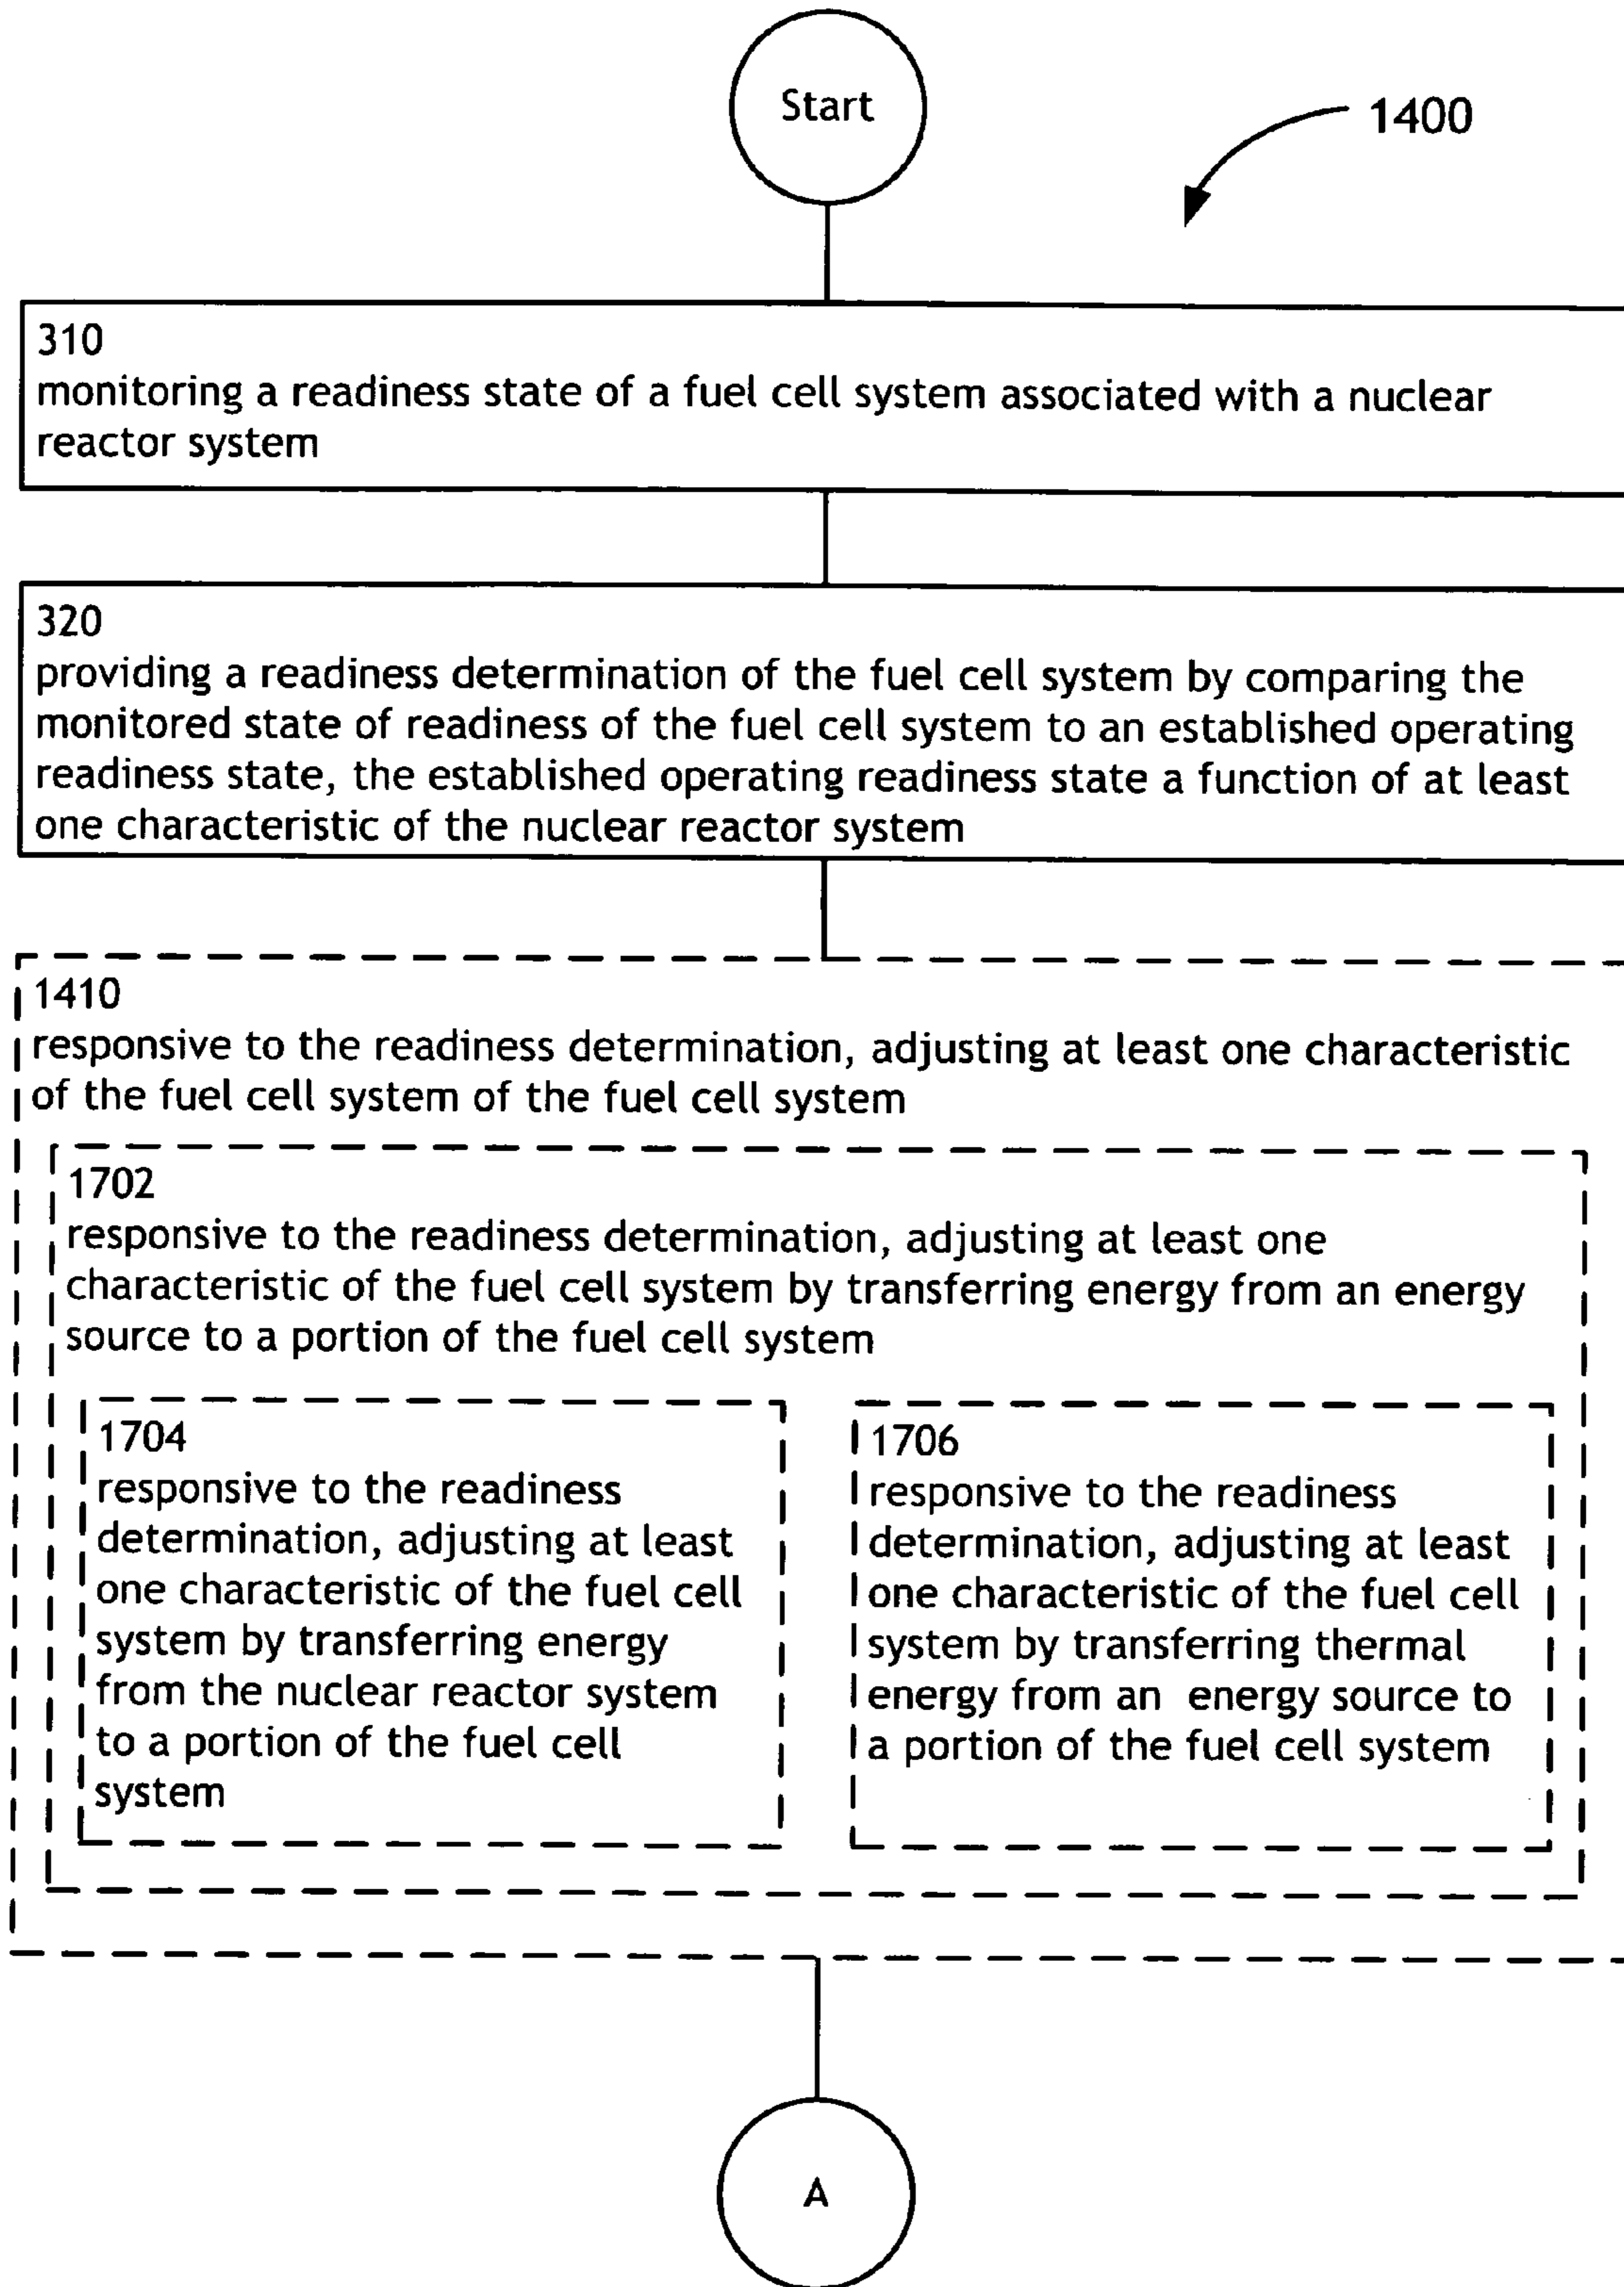 Start
1400
310
monitoring a readiness state of a fuel cell system associated with a nuclear
reactor system
320
providing a readiness determination of the fuel cell system by comparing the
monitored state of readiness of the fuel cell system to an established operating
readiness state, the established operating readiness state a function of at least
one characteristic of the nuclear reactor system
1410
responsive to the readiness determination, adjusting at least one characteristic
of the fuel cell system of the fuel cell system
1702
responsive to the readiness determination, adjusting at least one
characteristic of the fuel cell system by transferring energy from an energy
source to a portion of the fuel cell system
1704
responsive to the readiness
determination, adjusting at least
one characteristic of the fuel cell
system by transferring energy
from the nuclear reactor system
to a portion of the fuel cell
system
1706
responsive to the readiness
determination, adjusting at least
one characteristic of the fuel cell
system by transferring thermal
energy from an energy source to
a portion of the fuel cell system
A